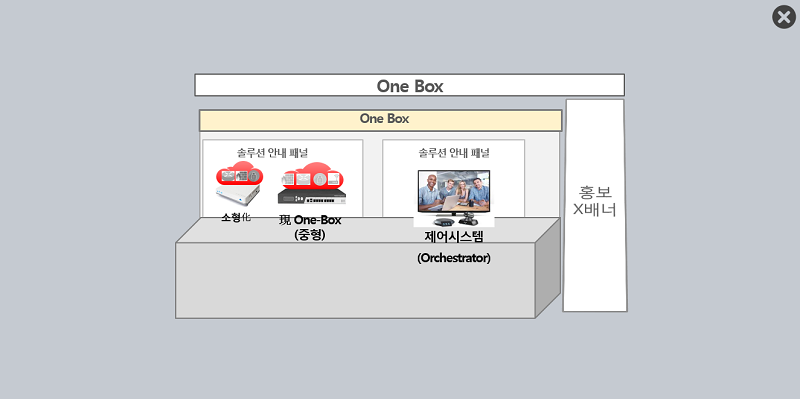 One Box
One Box
솔루션 안내 패널
솔루션 안내 패널
소형化
現 One-Box
(중형)
제어시스템
(Orchestrator)
홍보
X배너